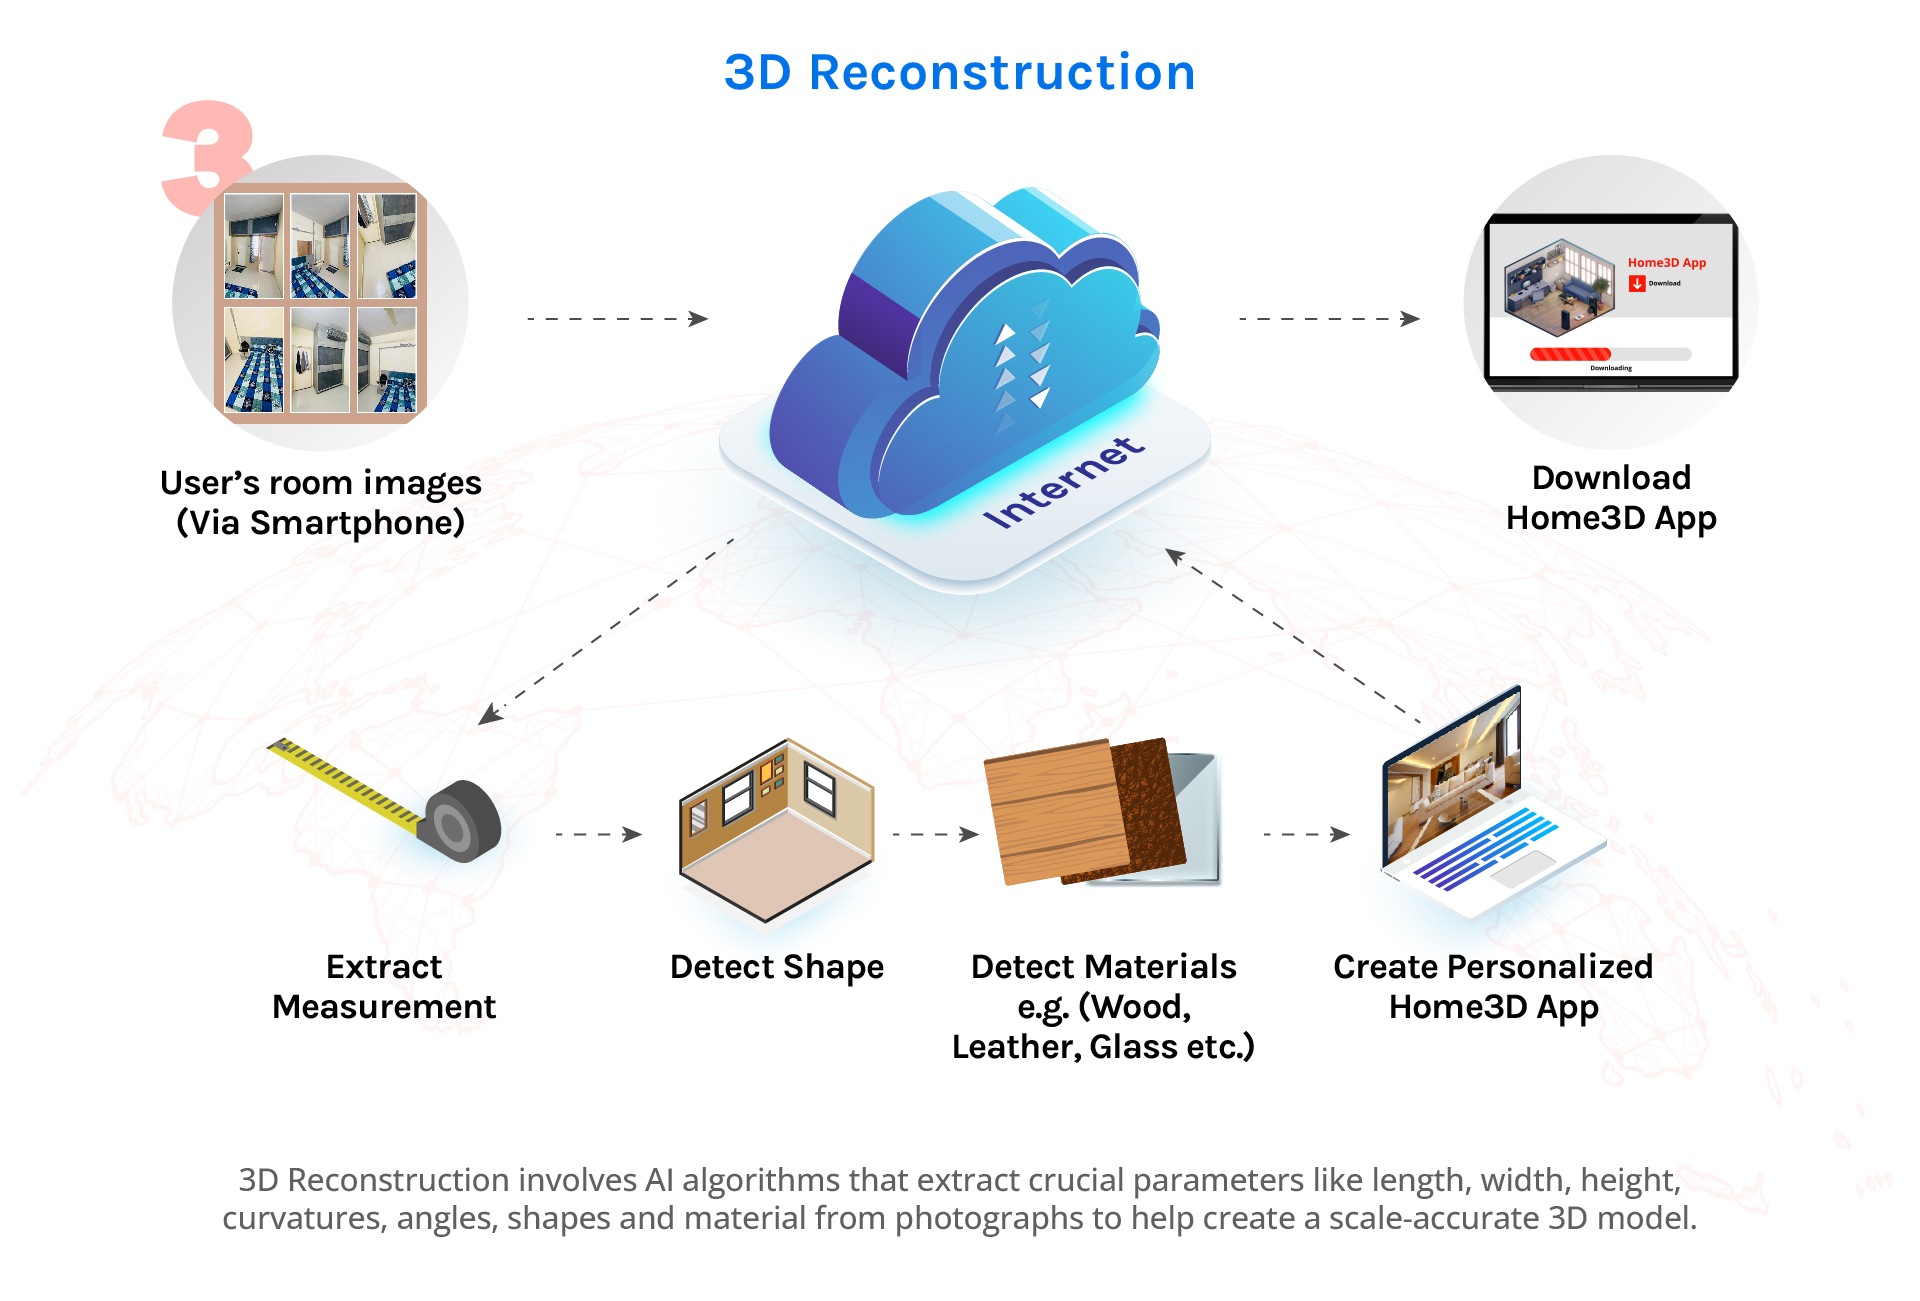 3D Reconstruction
3
User's room images
(Via Smartphone)
Internet
Home3D App
Download
Downloading
Download
Home3D App
Extract
Measurement
Detect Shape
Detect Materials
e.g. (Wood,
Leather, Glass etc.)
Create Personalized
Home3D App
3D Reconstruction involves AI algorithms that extract crucial parameters like length, width, height,
curvatures, angles, shapes and material from photographs to help create a scale-accurate 3D model.